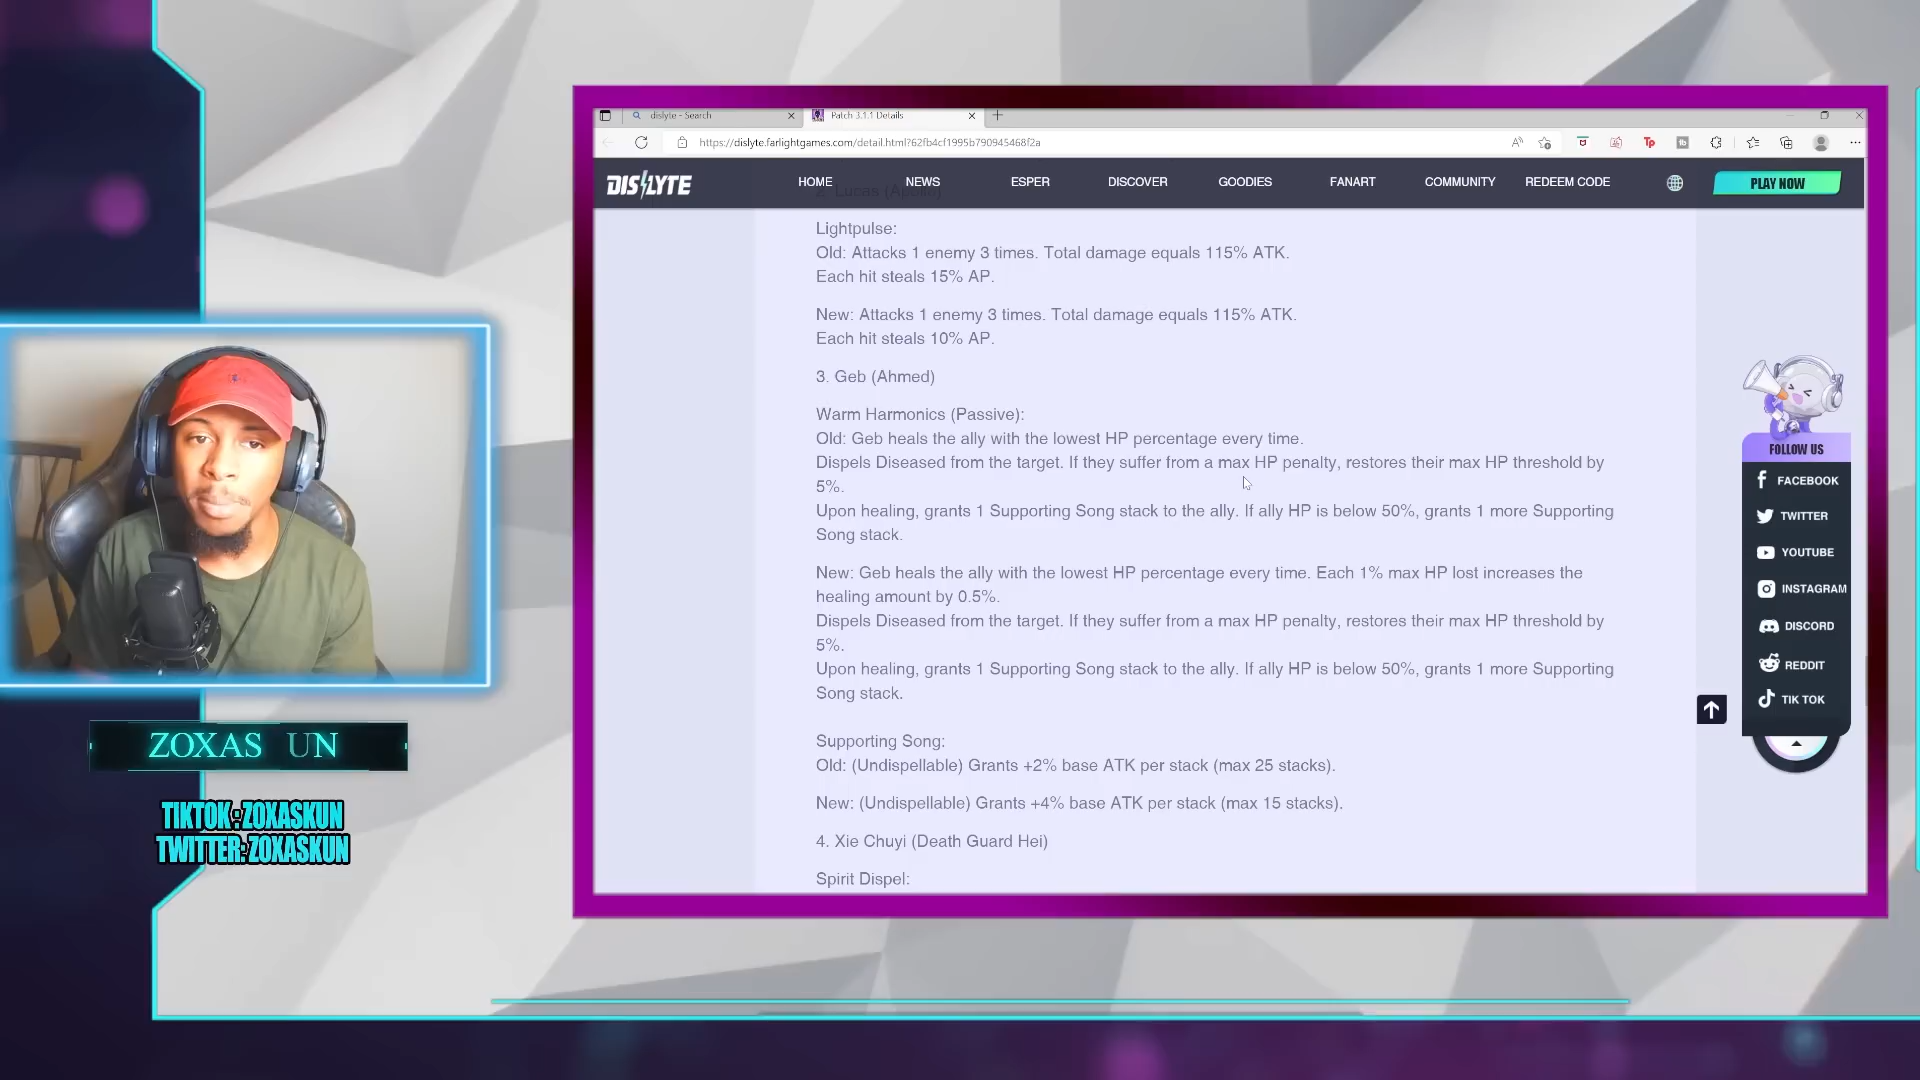 dislyte - Search
Patch 3.1.1 Details
https://dislyte.farlightgames.com/detail.html?62fb4cf1995b790945468f2a
DISLYTE
HOME
NEWS
ESPER
DISCOVER
GOODIES
FANART
COMMUNITY
REDEEM CODE
PLAY NOW
Lightpulse:
Old: Attacks 1 enemy 3 times. Total damage equals 115% ATK.
Each hit steals 15% AP.
New: Attacks 1 enemy 3 times. Total damage equals 115% ATK.
Each hit steals 10% AP.
3. Geb (Ahmed)
Warm Harmonics (Passive):
Old: Geb heals the ally with the lowest HP percentage every time.
Dispels Diseased from the target. If they suffer from a max HP penalty, restores their max HP threshold by
5%.
Upon healing, grants 1 Supporting Song stack to the ally. If ally HP is below 50%, grants 1 more Supporting
Song stack.
New: Geb heals the ally with the lowest HP percentage every time. Each 1% max HP lost increases the
healing amount by 0.5%.
Dispels Diseased from the target. If they suffer from a max HP penalty, restores their max HP threshold by
5%.
Upon healing, grants 1 Supporting Song stack to the ally. If ally HP is below 50%, grants 1 more Supporting
Song stack.
Supporting Song:
Old: (Undispellable) Grants +2% base ATK per stack (max 25 stacks).
New: (Undispellable) Grants +4% base ATK per stack (max 15 stacks).
4. Xie Chuyi (Death Guard Hei)
Spirit Dispel:
FOLLOW US
FACEBOOK
TWITTER
YOUTUBE
INSTAGRAM
DISCORD
REDDIT
TIK TOK
ZOXAS UN
TIKTOK: ZOXASKUN
TWITTER: ZOXASKUN